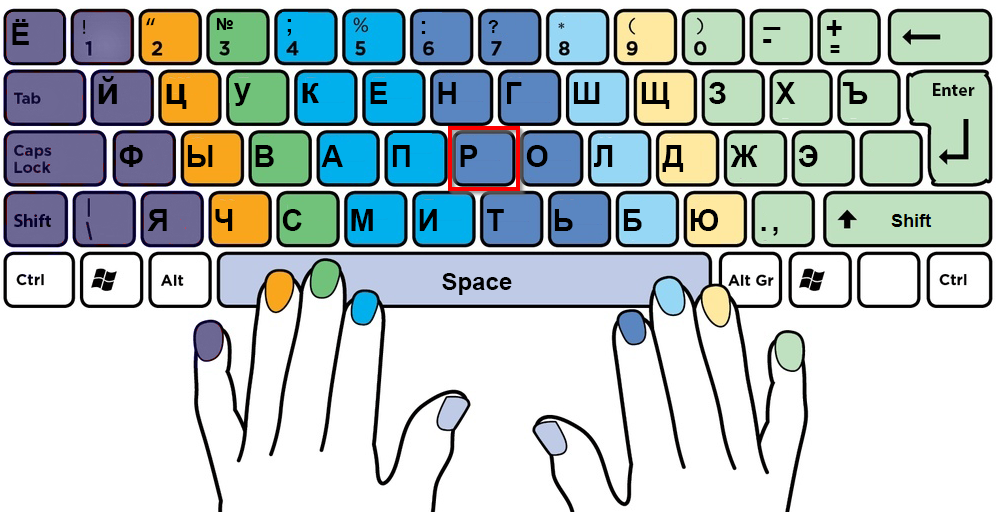 Ё ! 1 “ 2 № 3 ; 4 % 5 : 6 ? 7 * 8 ( 9 ) 0 — - + =
Tab Й Ц У К Е Н Г Ш Щ З Х Ъ Enter
Caps Lock Ф Ы В А П Р О Л Д Ж Э
Shift | \ Я Ч С М И Т Ь Б Ю . , Shift
Ctrl Alt Space Alt Gr Ctrl